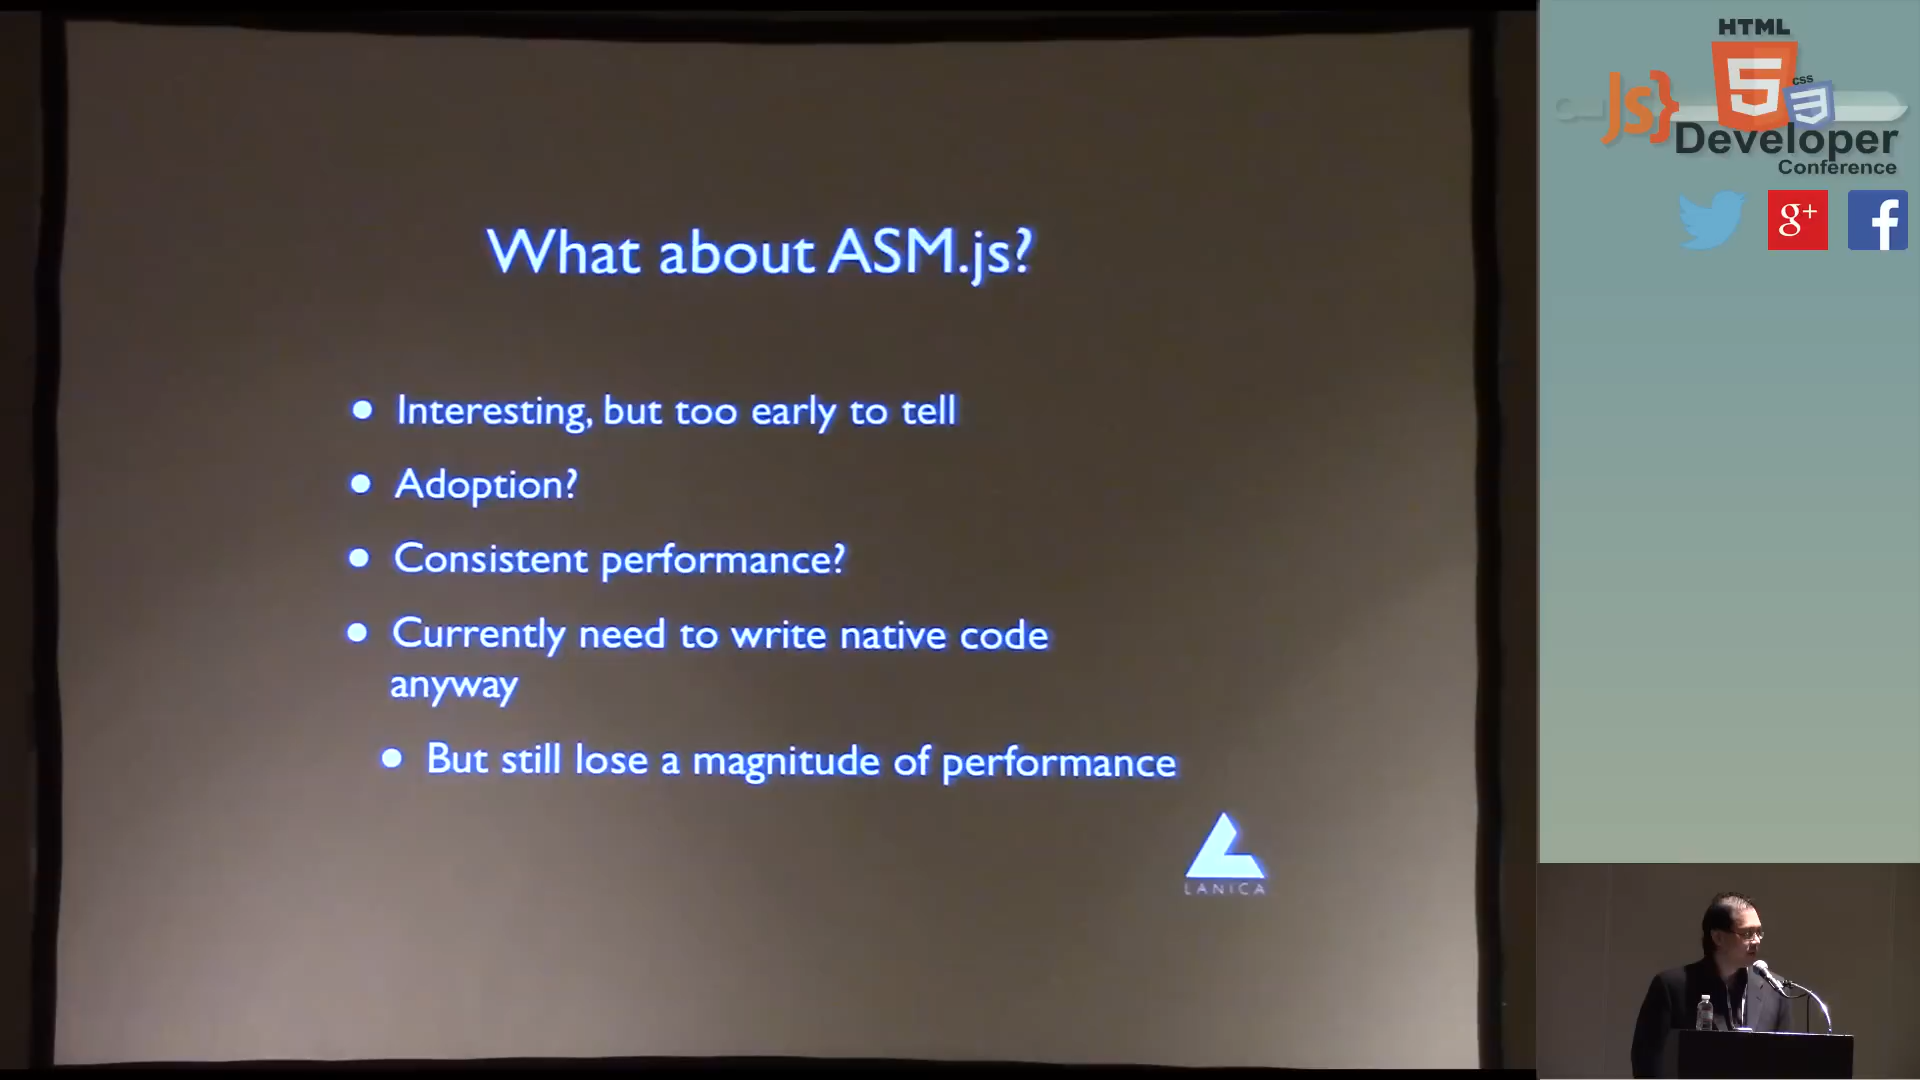 What about ASM.js?
• Interesting, but too early to tell
• Adoption?
• Consistent performance?
• Currently need to write native code
anyway
• But still lose a magnitude of performance
LANICA
HTML
5
CSS
3
JS}
Developer
Conference
g+
f